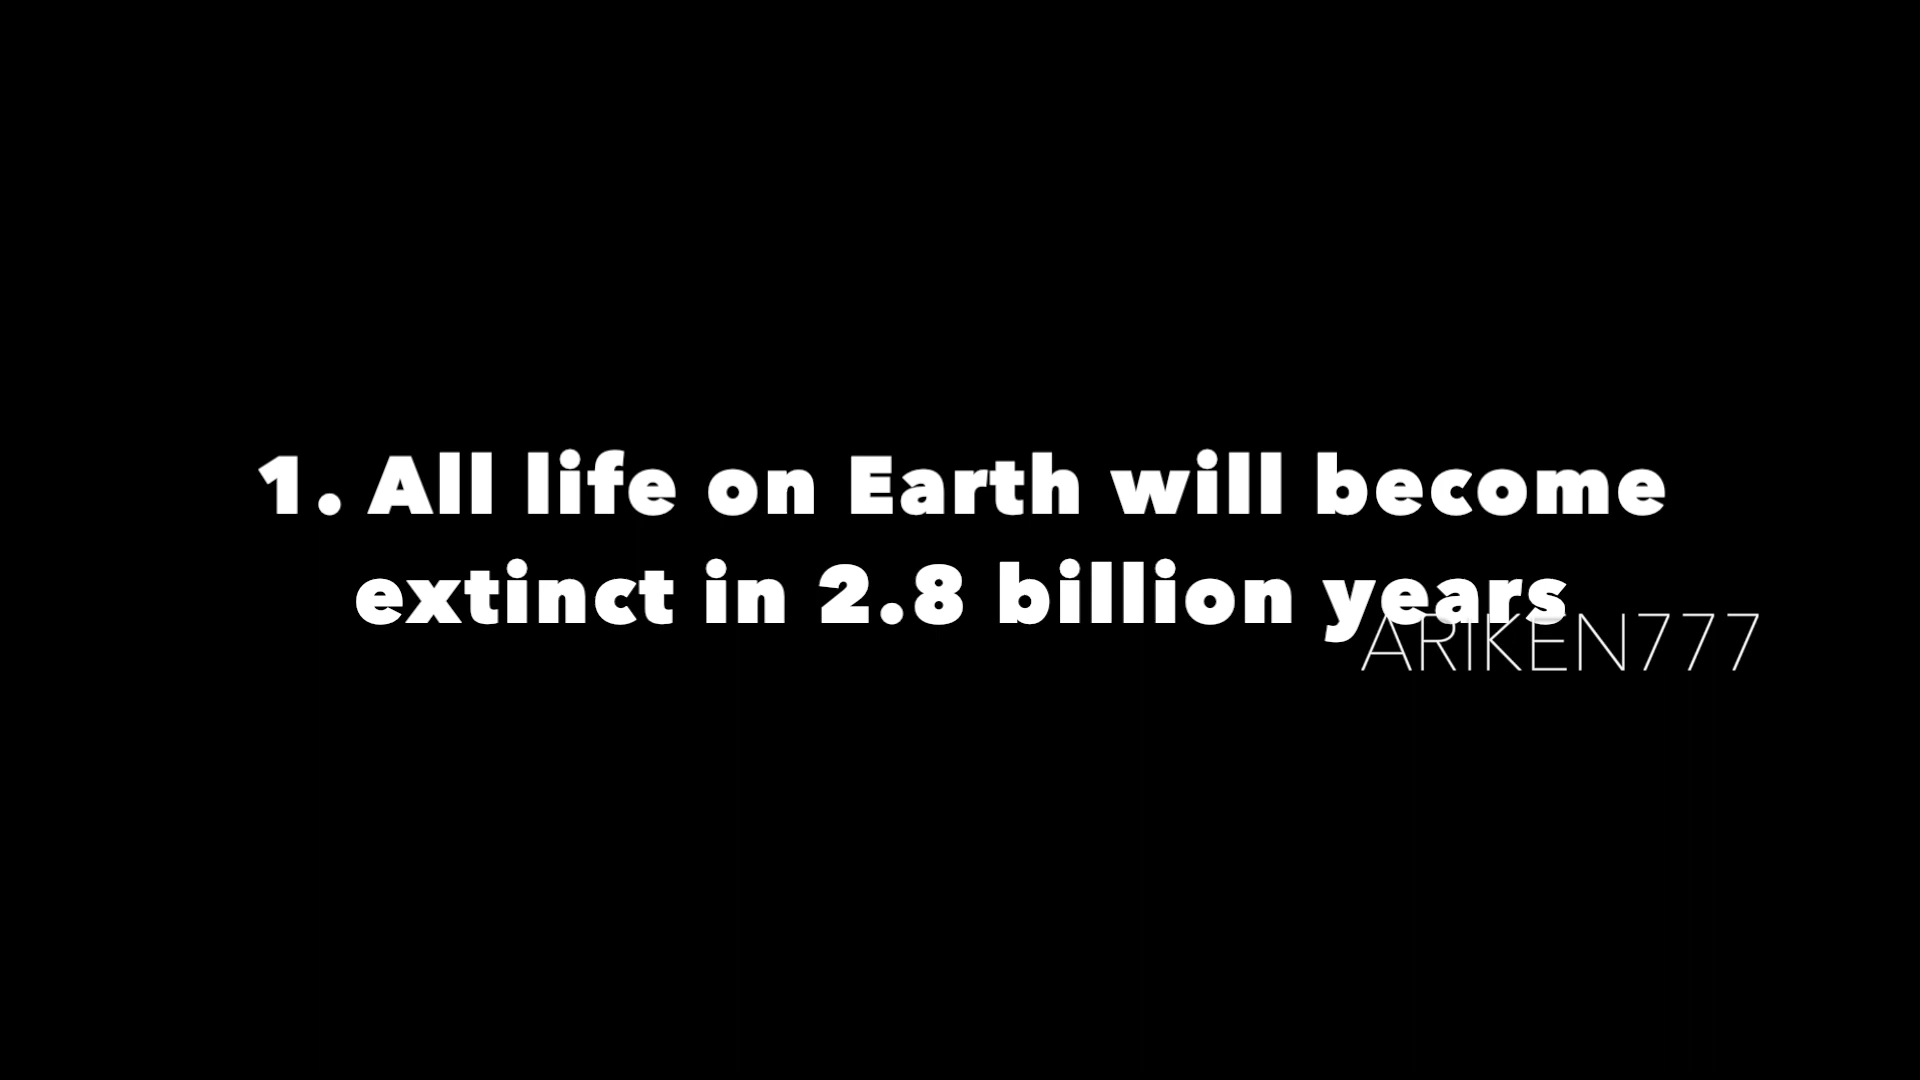 1. All life on Earth will become
extinct in 2.8 billion years
ARIKEN777